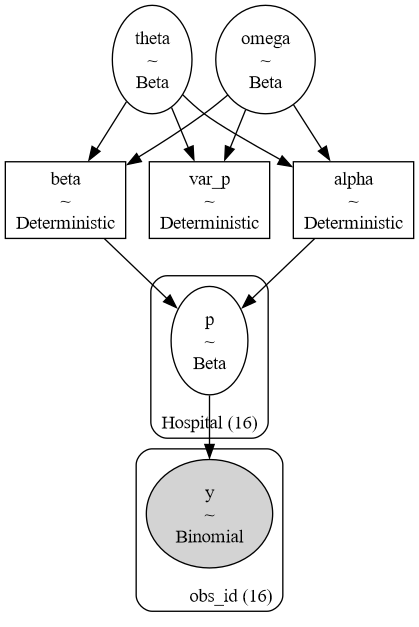 theta
~
Beta
omega
~
Beta
beta
~
Deterministic
var_p
~
Deterministic
alpha
~
Deterministic
p
~
Beta
Hospital (16)
y
~
Binomial
obs_id (16)